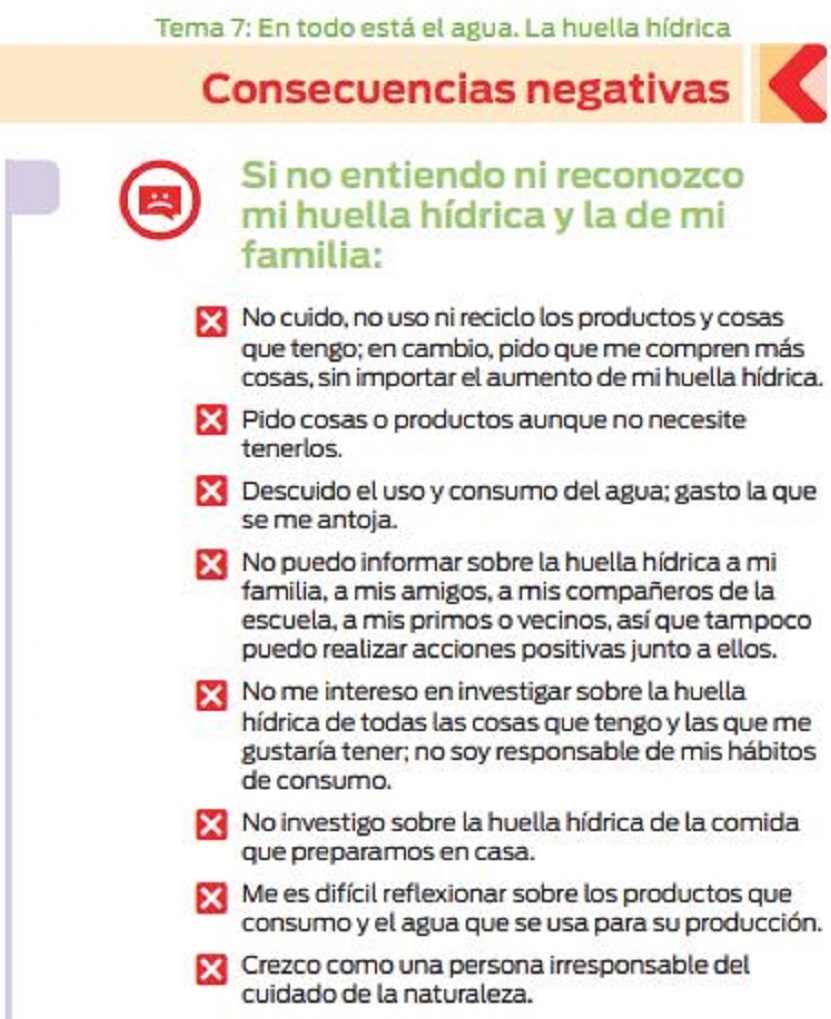 Tema 7: En todo está el agua. La huella hídrica
Consecuencias negativas
Si no entiendo ni reconozco
mi huella hídrica y la de mi
familia:
No cuido, no uso ni reciclo los productos y cosas
que tengo; en cambio, pido que me compren más
cosas, sin importar el aumento de mi huella hídrica.
Pido cosas o productos aunque no necesite
tenerlos.
Descuido el uso y consumo del agua; gasto la que
se me antoja.
No puedo informar sobre la huella hídrica a mi
familia, a mis amigos, a mis compañeros de la
escuela, a mis primos o vecinos, así que tampoco
puedo realizar acciones positivas junto a ellos.
No me intereso en investigar sobre la huella
hídrica de todas las cosas que tengo y las que me
gustaría tener; no soy responsable de mis hábitos
de consumo.
No investigo sobre la huella hídrica de la comida
que preparamos en casa.
Me es difícil reflexionar sobre los productos que
consumo y el agua que se usa para su producción.
Crezco como una persona irresponsable del
cuidado de la naturaleza.